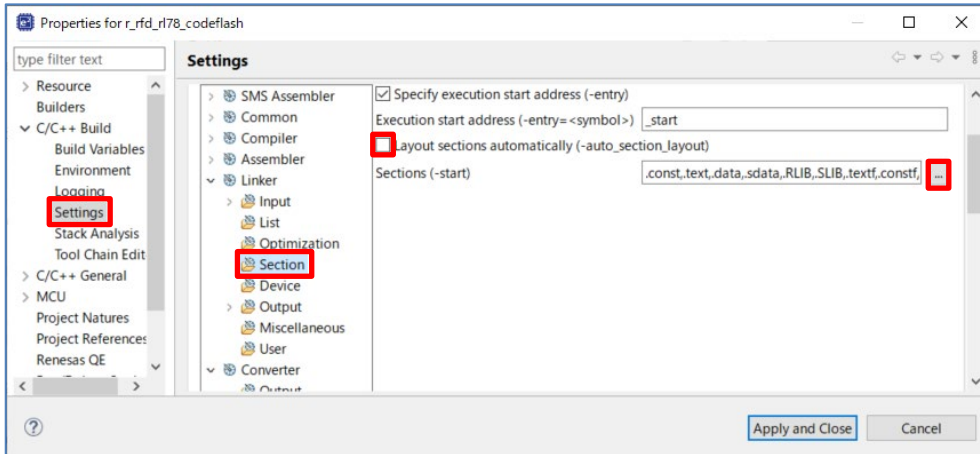 Properties for r_rfd_rl78_codeflash
type filter text
Resource
Builders
C/C++ Build
Build Variables
Environment
Logging
Settings
Stack Analysis
Tool Chain Edit
C/C++ General
MCU
Project Natures
Project References
Renesas QE
Settings
SMS Assembler
Common
Compiler
Assembler
Linker
Input
List
Optimization
Section
Device
Output
Miscellaneous
User
Converter
Output
Specify execution start address (-entry)
Execution start address (-entry=<symbol>) _start
Layout sections automatically (-auto_section_layout)
Sections (-start) .const,.text,.data,.sdata,.RLIB,.SLIB,.textf,.constf, ...
Apply and Close Cancel